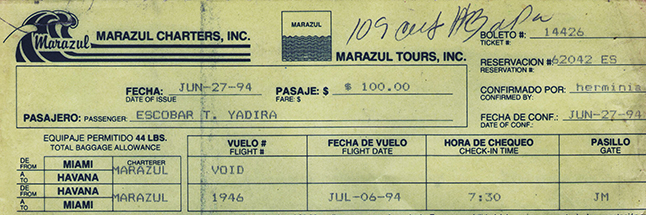 Marazul
MARAZUL CHARTERS, INC.
MARAZUL
MARAZUL TOURS, INC.
BOLETO #: 14426
TICKET #:
RESERVACION #: 62042 ES
RESERVATION #:
FECHA: JUN-27-94 PASAJE: $ $ 100.00
DATE OF ISSUE FARE: $
CONFIRMADO POR: herminia
CONFIRMED BY:
PASAJERO: PASSENGER: ESCOBAR T. YADIRA
FECHA DE CONF.: JUN-27-94
DATE OF CONF.:
EQUIPAJE PERMITIDO 44 LBS.
TOTAL BAGGAGE ALLOWANCE
VUELO # FECHA DE VUELO HORA DE CHEQUEO PASILLO
FLIGHT # FLIGHT DATE CHECK-IN TIME GATE
DE FROM MIAMI CHARTERER MARAZUL VOID
A TO HAVANA
DE FROM HAVANA MARAZUL 1946 JUL-06-94 7:30 JM
A TO MIAMI